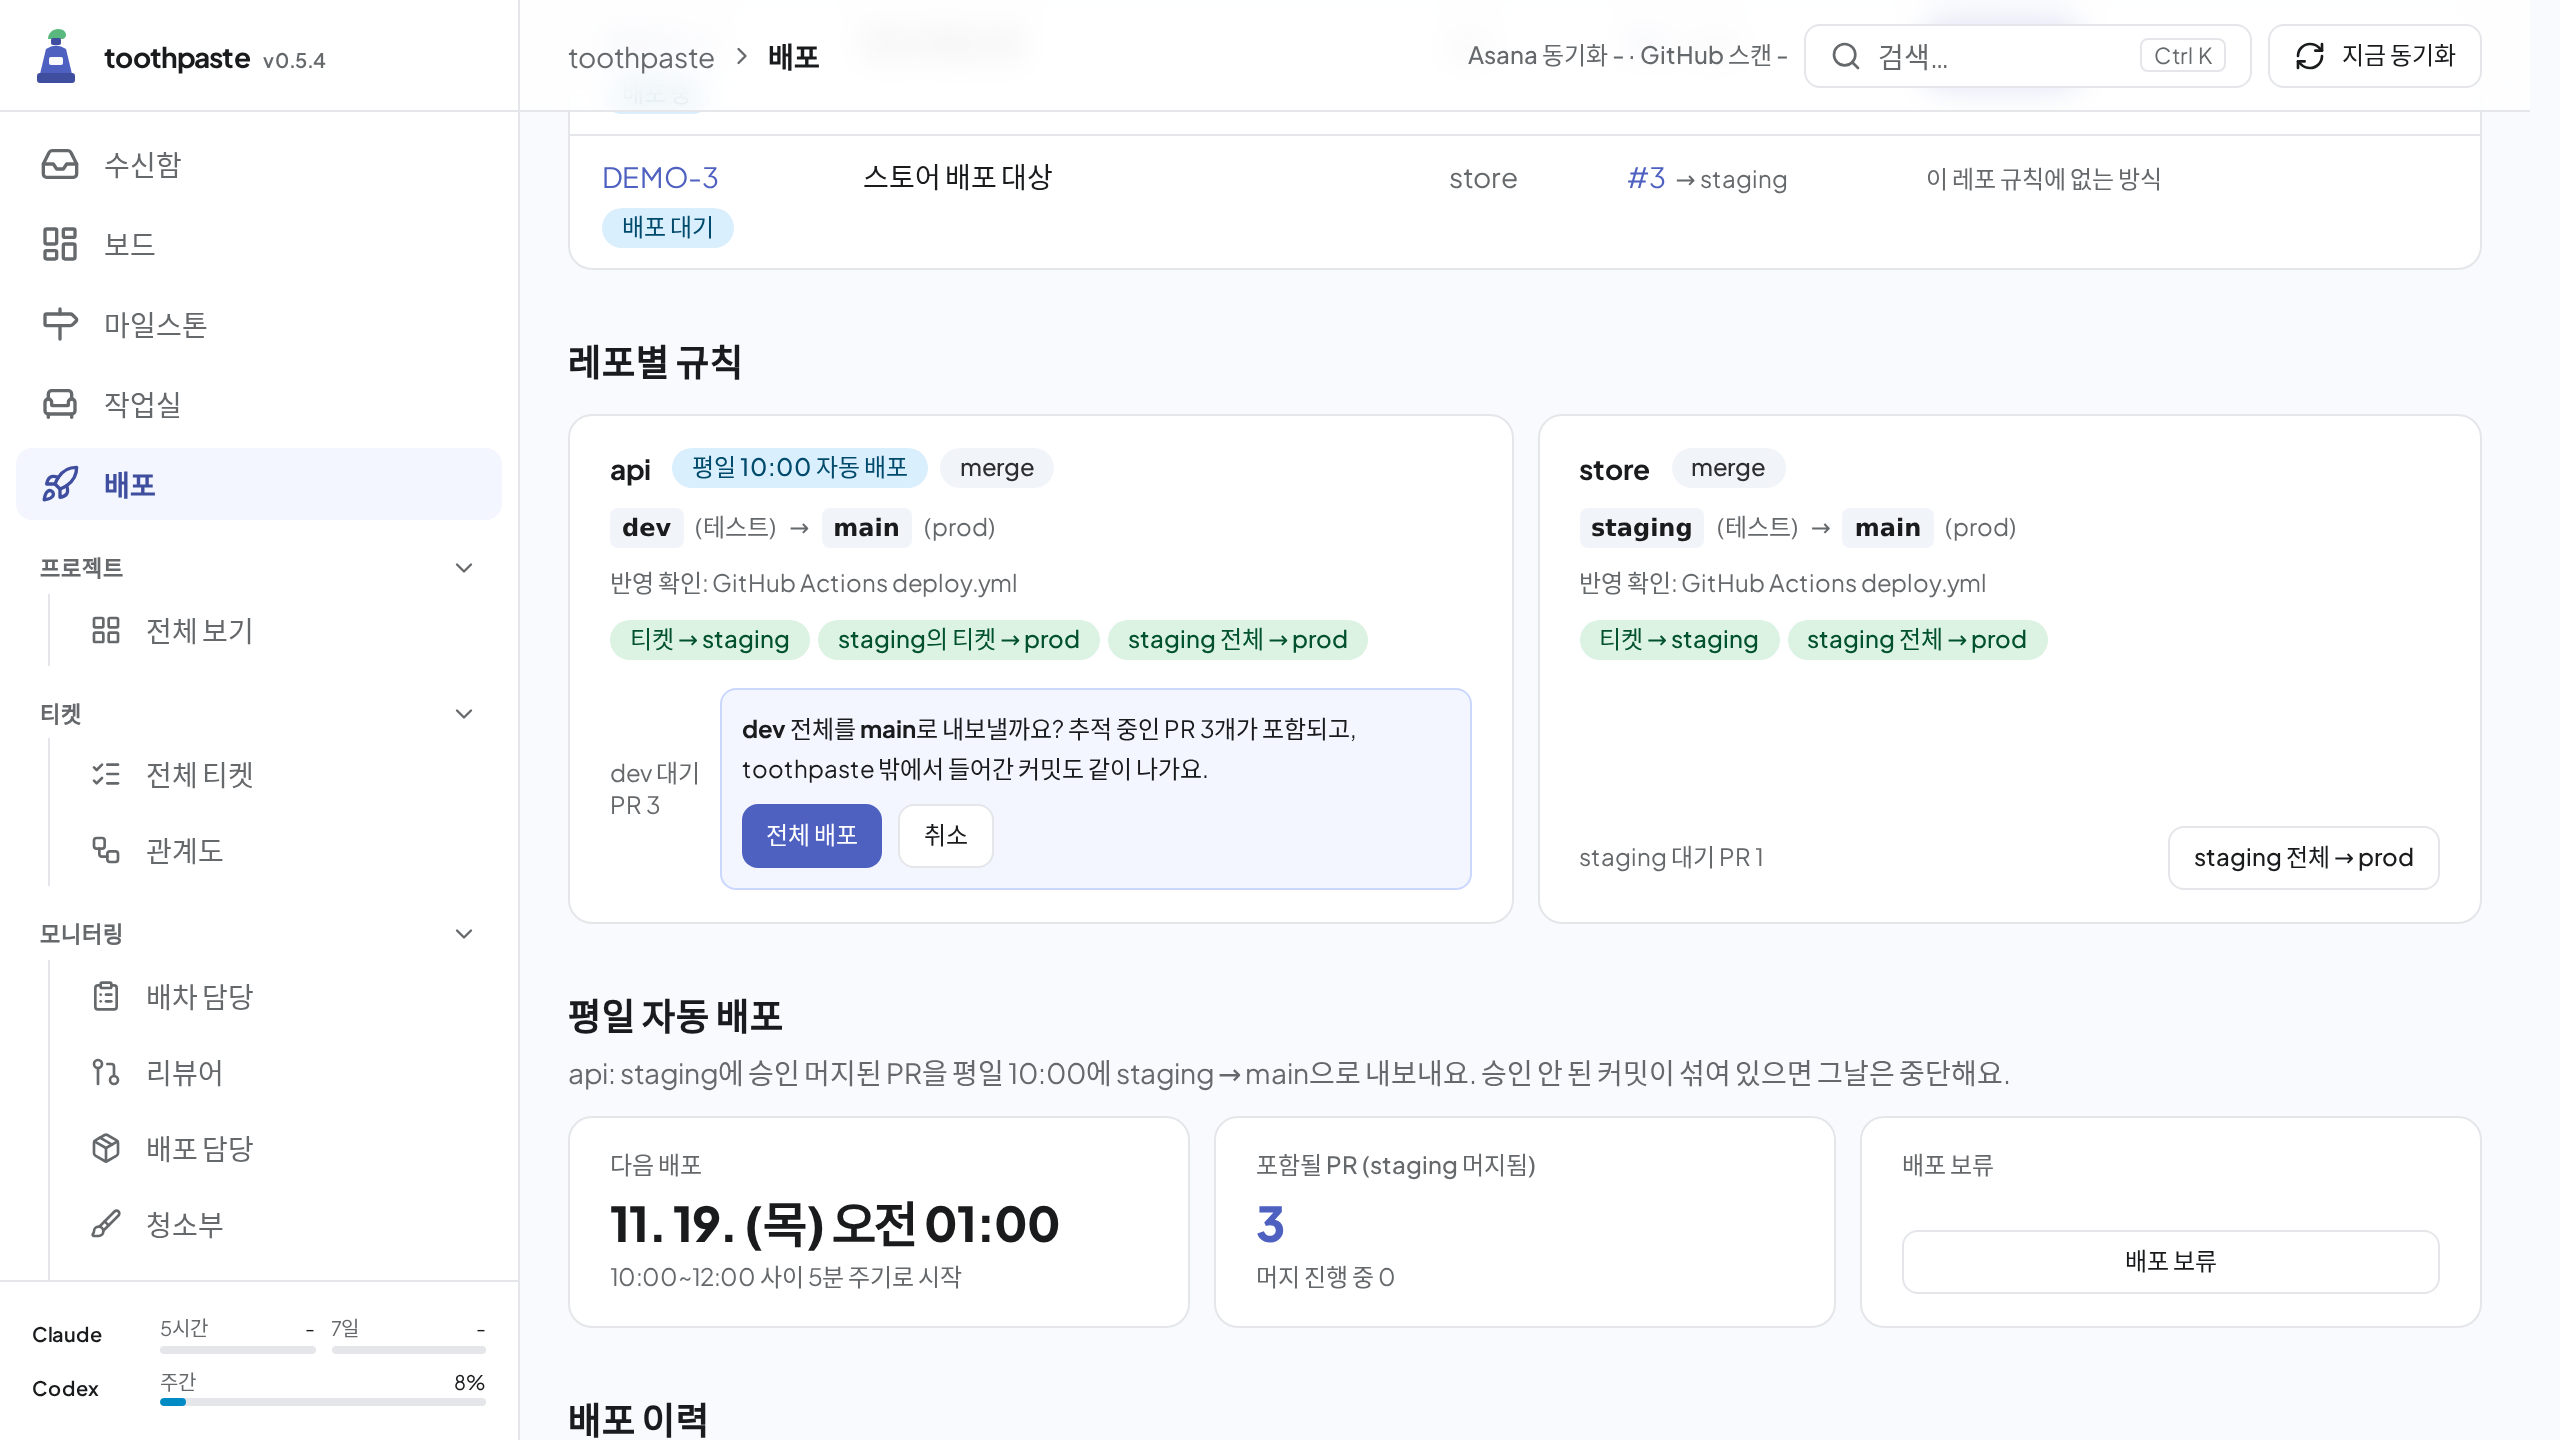 toothpaste v0.5.4
수신함
보드
마일스톤
작업실
배포
프로젝트
전체 보기
티켓
전체 티켓
관계도
모니터링
배차 담당
리뷰어
배포 담당
청소부
Claude 5시간 - 7일 -
Codex 주간 8%
toothpaste > 배포
Asana 동기화 - · GitHub 스캔 -
검색... Ctrl K
지금 동기화
DEMO-3 스토어 배포 대상 store #3 → staging 이 레포 규칙에 없는 방식
배포 대기
레포별 규칙
api 평일 10:00 자동 배포 merge
dev (테스트) → main (prod)
반영 확인: GitHub Actions deploy.yml
티켓 → staging staging의 티켓 → prod staging 전체 → prod
dev 대기
PR 3
dev 전체를 main로 내보낼까요? 추적 중인 PR 3개가 포함되고,
toothpaste 밖에서 들어간 커밋도 같이 나가요.
전체 배포 취소
store merge
staging (테스트) → main (prod)
반영 확인: GitHub Actions deploy.yml
티켓 → staging staging 전체 → prod
staging 대기 PR 1
staging 전체 → prod
평일 자동 배포
api: staging에 승인 머지된 PR을 평일 10:00에 staging → main으로 내보내요. 승인 안 된 커밋이 섞여 있으면 그날은 중단해요.
다음 배포
11. 19. (목) 오전 01:00
10:00~12:00 사이 5분 주기로 시작
포함될 PR (staging 머지됨)
3
머지 진행 중 0
배포 보류
배포 보류
배포 이력